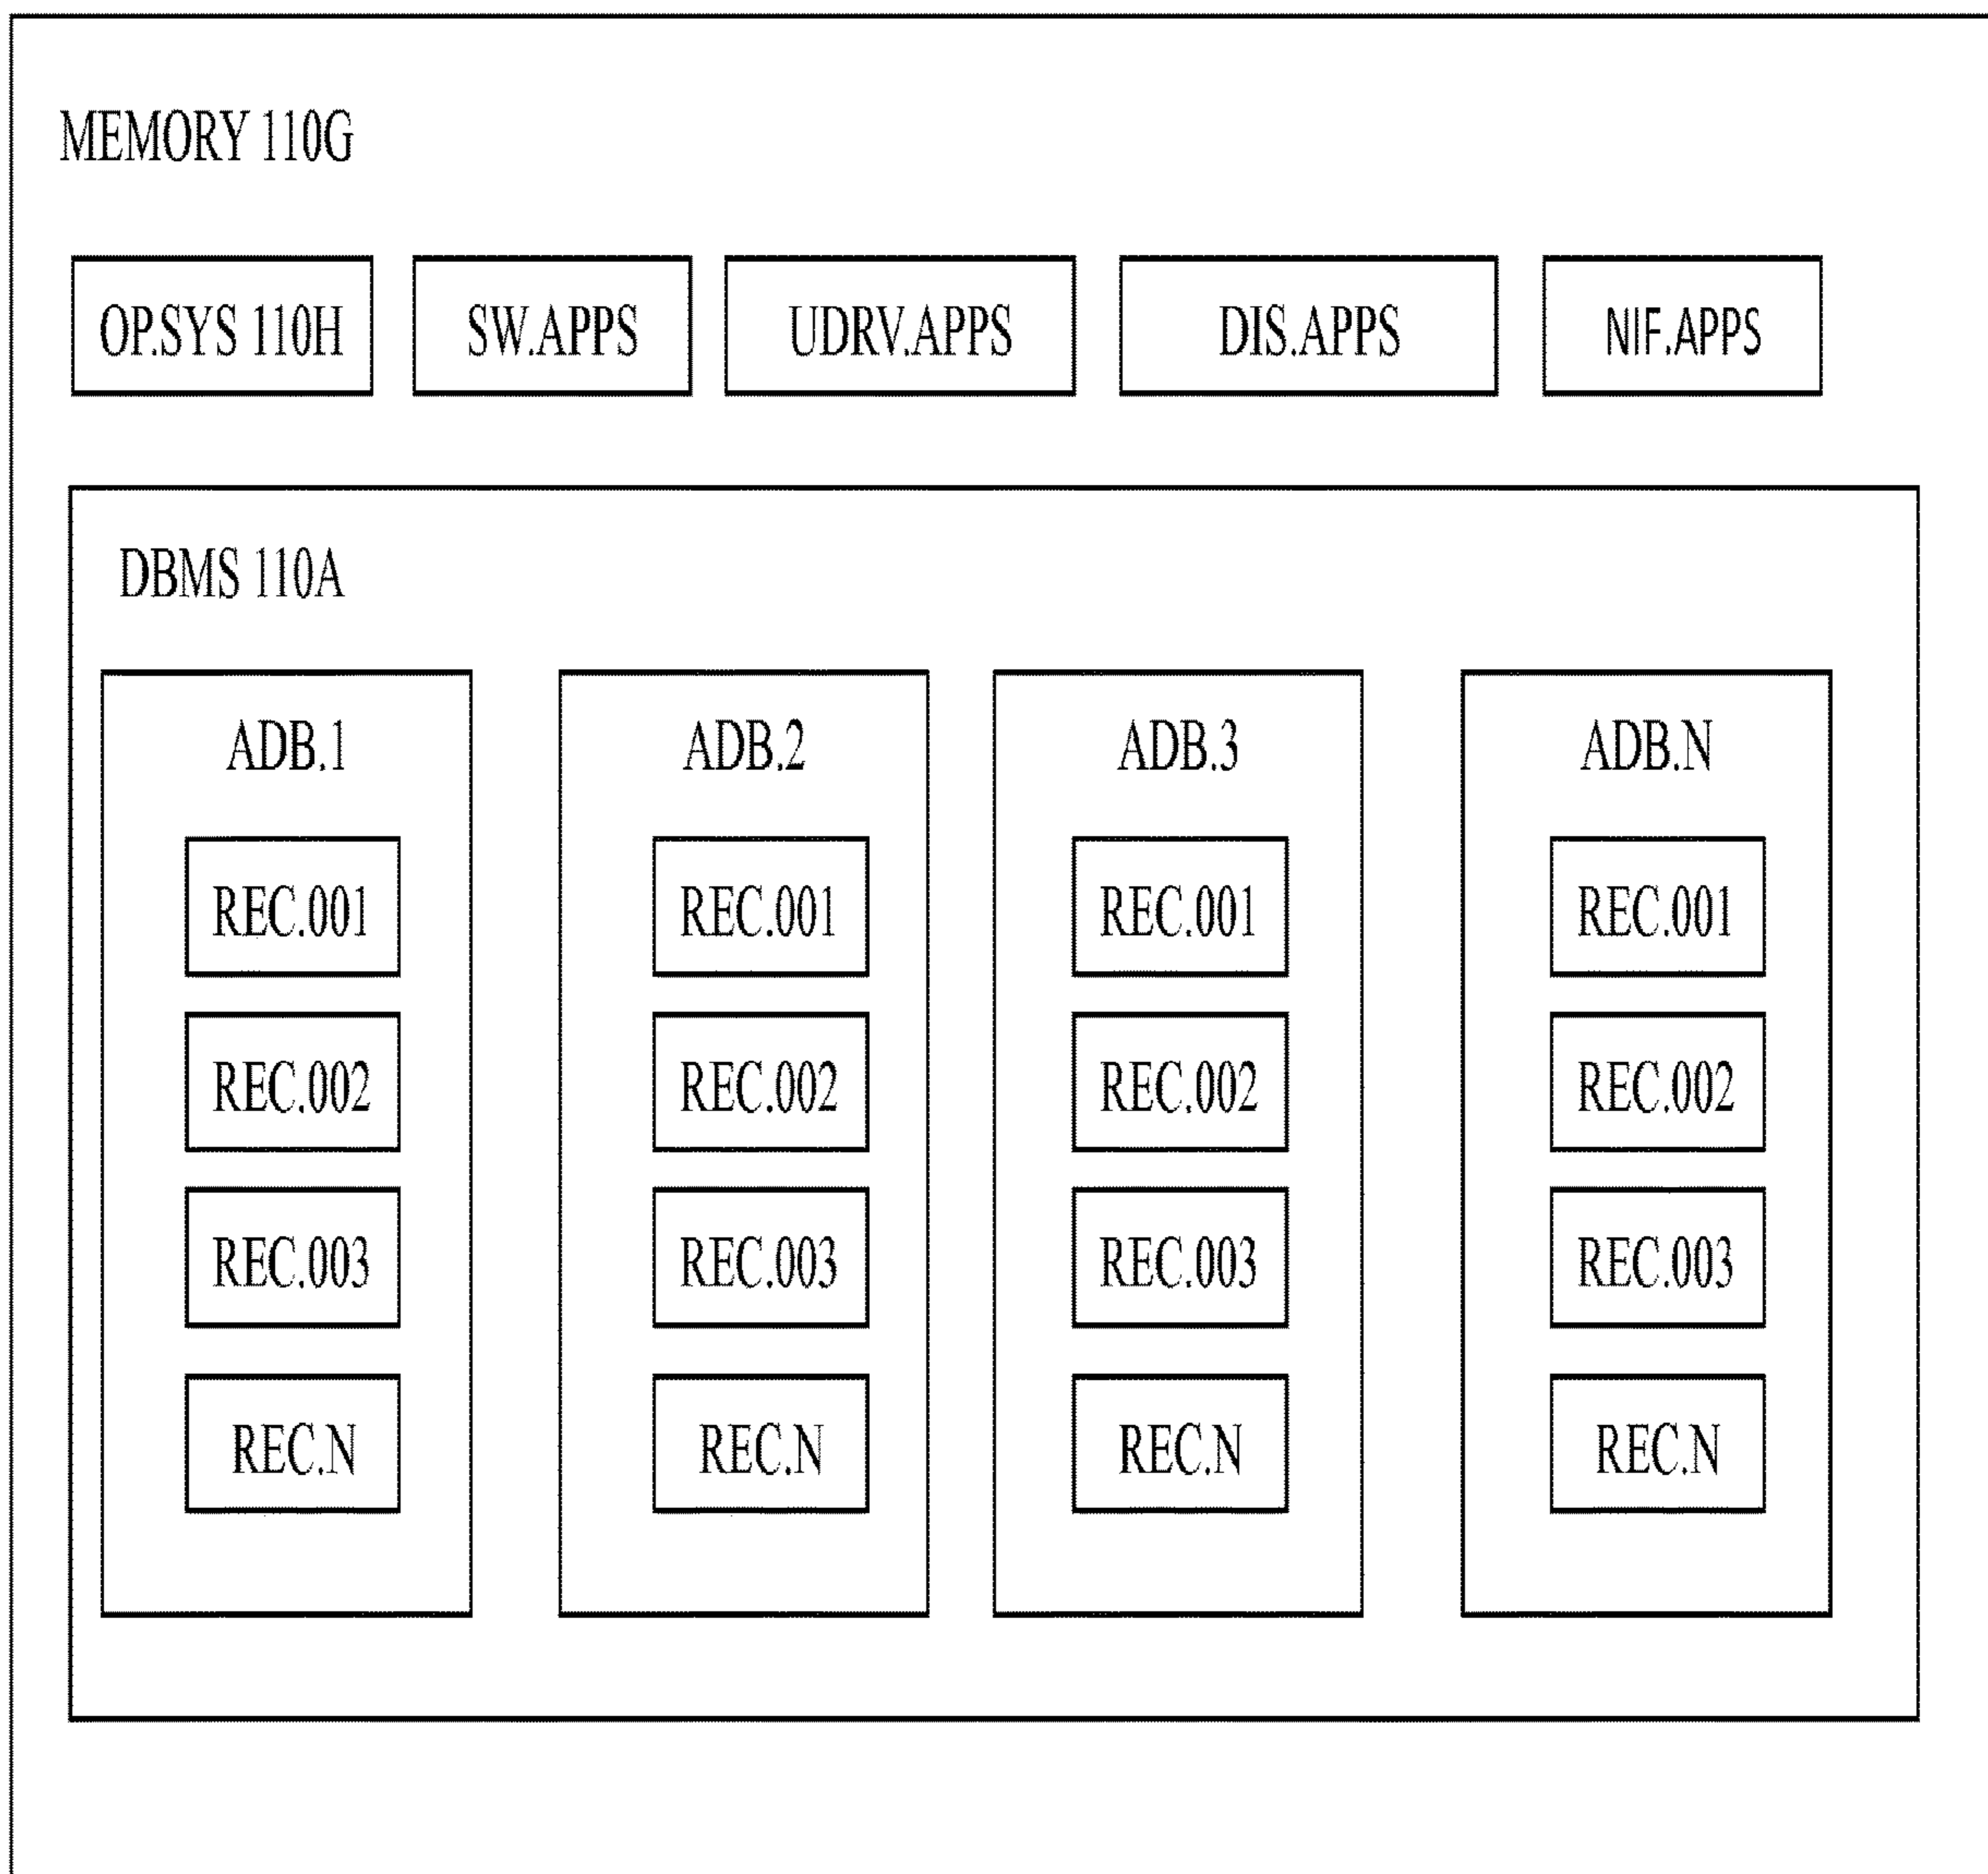 MEMORY 110G
OP.SYS 110H
SW.APPS
UDRV.APPS
DIS.APPS
NIF.APPS
DBMS 110A
ADB.1
REC.001
REC.002
REC.003
REC.N
ADB.2
REC.001
REC.002
REC.003
REC.N
ADB.3
REC.001
REC.002
REC.003
REC.N
ADB.N
REC.001
REC.002
REC.003
REC.N